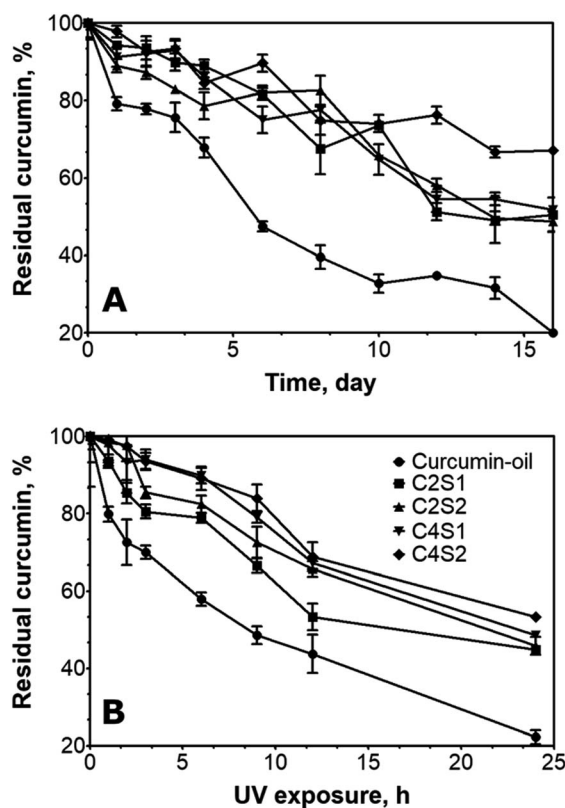 100
80
60
40
20
Residual curcumin, %
A
0
5
10
15
Time, day
100
80
60
40
20
Residual curcumin, %
Curcumin-oil
C2S1
C2S2
C4S1
C4S2
B
0
5
10
15
20
25
UV exposure, h